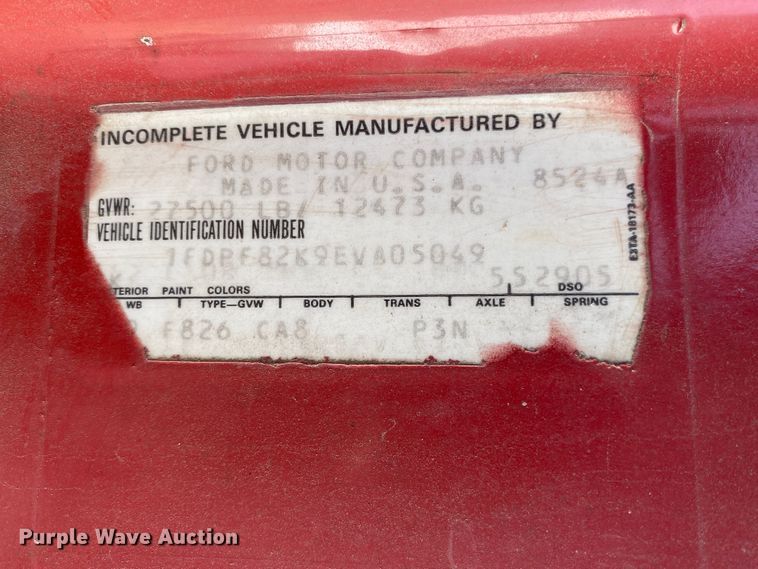 INCOMPLETE VEHICLE MANUFACTURED BY
FORD MOTOR COMPANY
MADE IN U.S.A. 8524A
GVWR: 27500 LB/ 12473 KG
VEHICLE IDENTIFICATION NUMBER
1FDPF82K9EVA05049
552905
TERIOR PAINT COLORS DSO
WB TYPE—GVW BODY TRANS AXLE SPRING
F826 CA8 P3N
E3TA-18173-AA
Purple Wave Auction